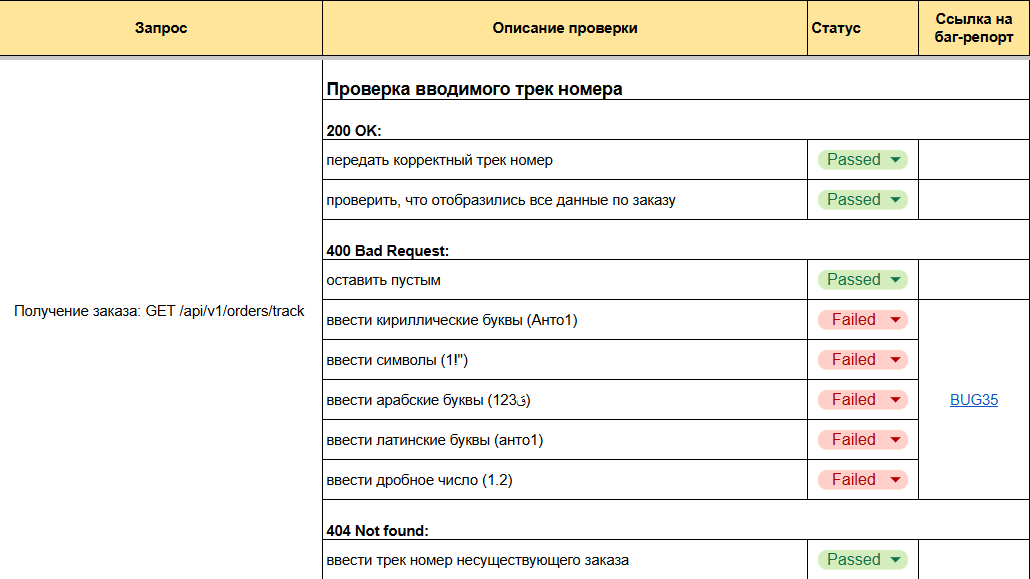 Запрос
Описание проверки
Статус
Ссылка на
баг-репорт
Проверка вводимого трек номера
200 OK:
передать корректный трек номер
Passed
проверить, что отобразились все данные по заказу
Passed
400 Bad Request:
оставить пустым
Passed
Получение заказа: GET /api/v1/orders/track
ввести кириллические буквы (Анто1)
Failed
ввести символы (1!")
Failed
ввести арабские буквы (123ق)
Failed
BUG35
ввести латинские буквы (анто1)
Failed
ввести дробное число (1.2)
Failed
404 Not found:
ввести трек номер несуществующего заказа
Passed